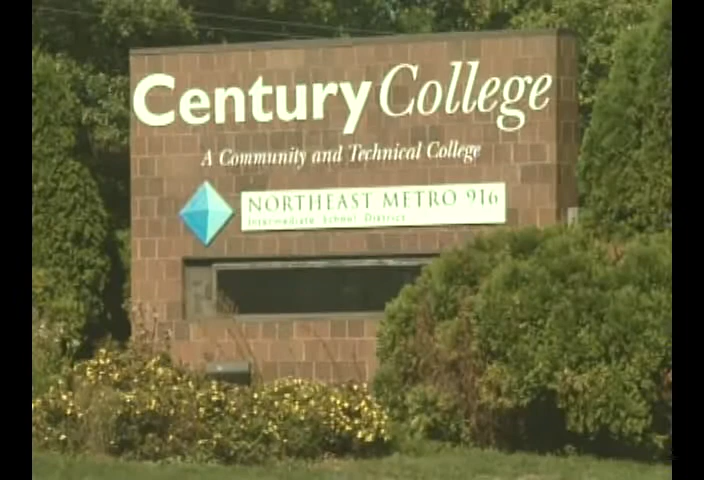 Century College
A Community and Technical College
NORTHEAST METRO 916
Intermediate School District